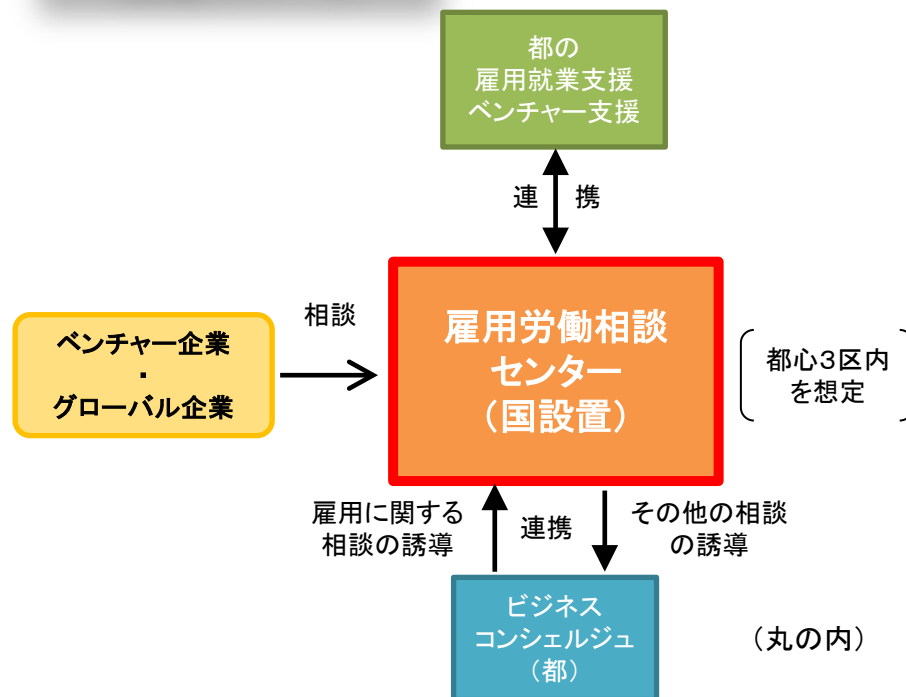 都の
雇用就業支援
ベンチャー支援
連 携
相談
ベンチャー企業
・
グローバル企業
雇用労働相談
センター
（国設置）
都心３区内
を想定
雇用に関する
相談の誘導
連携
その他の相談
の誘導
ビジネス
コンシェルジュ
（都）
（丸の内）